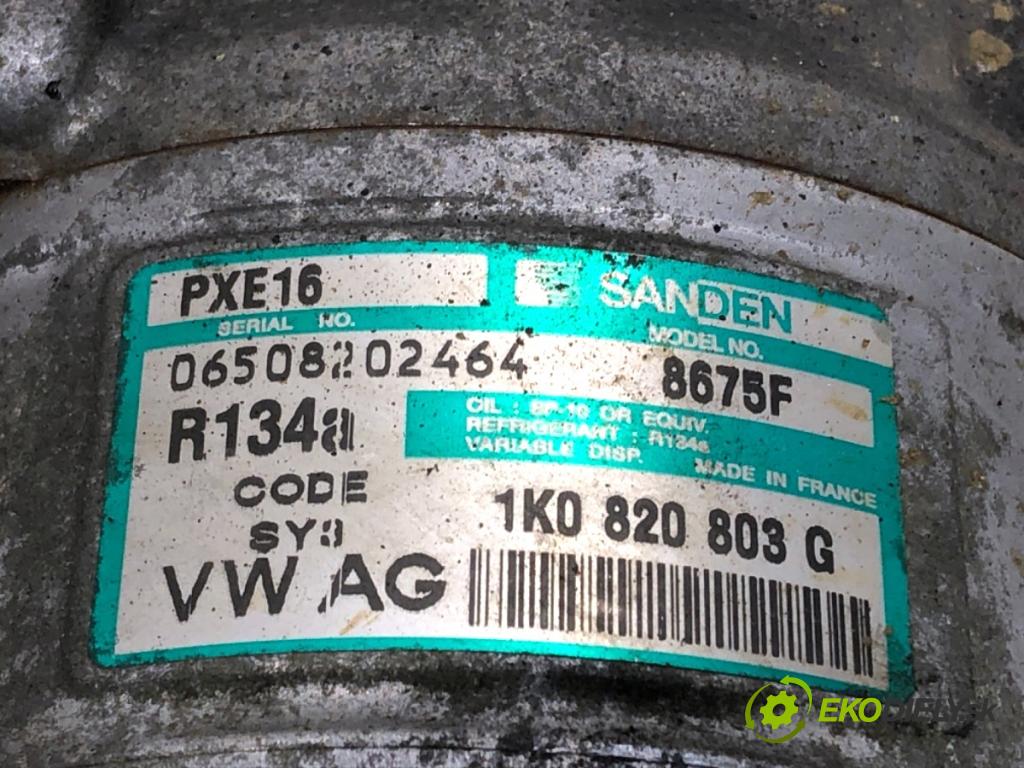 PXE16
SANDEN
SERIAL NO.
MODEL NO.
06508202464
8675F
R134a
OIL : SP-10 OR EQUIV.
REFRIGERANT : R134a
VARIABLE DISP.
MADE IN FRANCE
CODE
1K0 820 803 G
VW AG
EKO